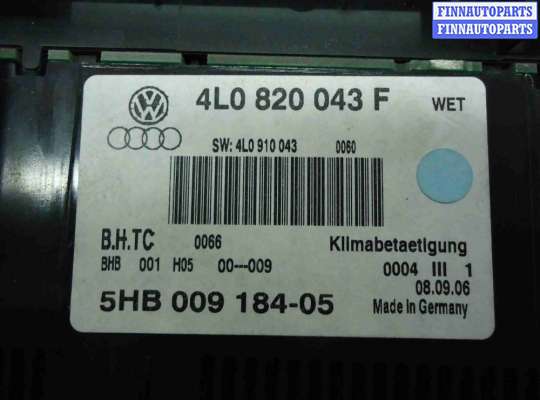 FINNAUTOPARTS
FINNAUTOPARTS
4L0 820 043 F WET
SW: 4L0 910 043 0060
B.H.TC 0066 Klimabetaetigung
BHB 001 H05 00---009 0004 III 1
08.09.06
5HB 009 184-05 Made in Germany